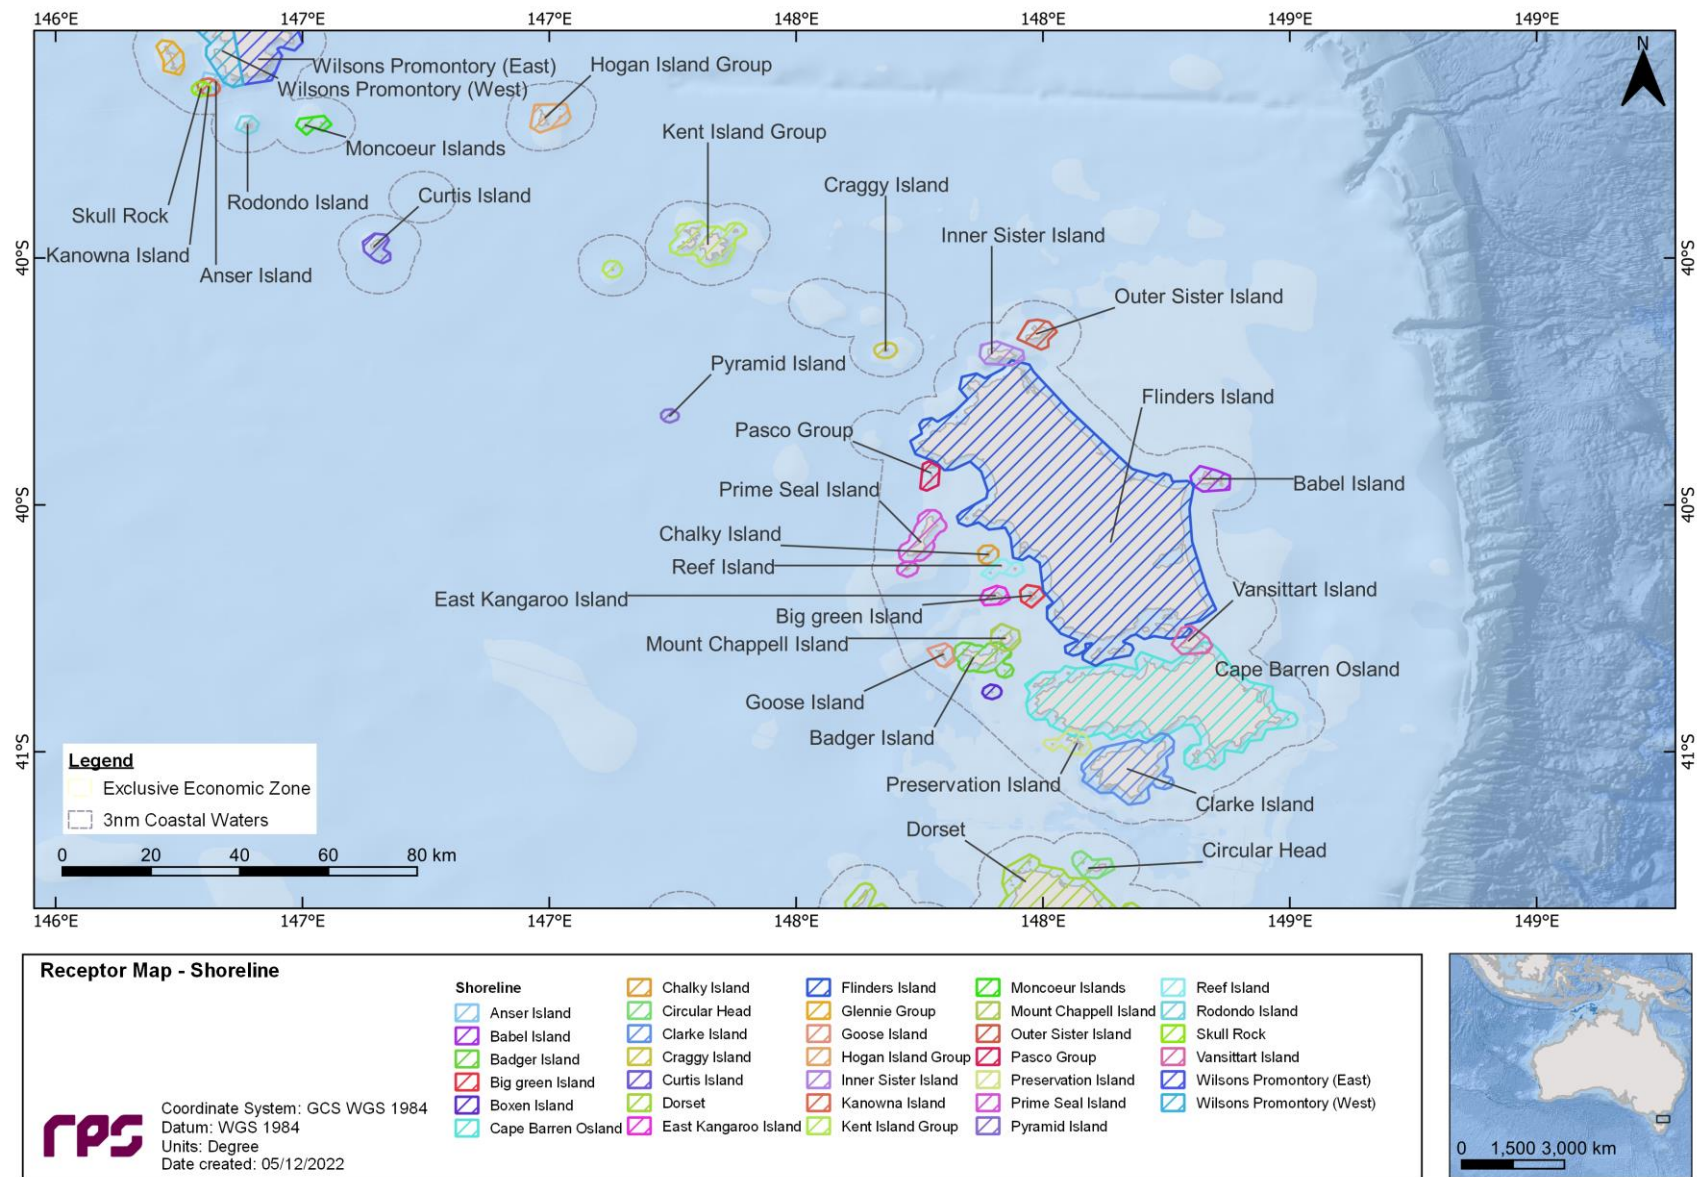 146°E 147°E 147°E 148°E 148°E 149°E 149°E
N
Wilsons Promontory (East)
Wilsons Promontory (West)
Hogan Island Group
Kent Island Group
Moncoeur Islands
Craggy Island
Skull Rock
Rodondo Island
Curtis Island
Kanowna Island
Anser Island
Inner Sister Island
40°S 40°S
Outer Sister Island
Pyramid Island
Flinders Island
Pasco Group
Prime Seal Island
Babel Island
40°S 40°S
Chalky Island
Reef Island
East Kangaroo Island
Vansittart Island
Big green Island
Mount Chappell Island
Cape Barren Osland
Goose Island
Badger Island
41°S 41°S
Preservation Island
Clarke Island
Dorset
Circular Head
Legend
Exclusive Economic Zone
3nm Coastal Waters
0 20 40 60 80 km
146°E 147°E 147°E 148°E 148°E 149°E 149°E
Receptor Map - Shoreline
Shoreline
Anser Island
Babel Island
Badger Island
Big green Island
Boxen Island
Cape Barren Osland
Chalky Island
Circular Head
Clarke Island
Craggy Island
Curtis Island
Dorset
East Kangaroo Island
Flinders Island
Glennie Group
Goose Island
Hogan Island Group
Inner Sister Island
Kanowna Island
Kent Island Group
Moncoeur Islands
Mount Chappell Island
Outer Sister Island
Pasco Group
Preservation Island
Prime Seal Island
Pyramid Island
Reef Island
Rodondo Island
Skull Rock
Vansittart Island
Wilsons Promontory (East)
Wilsons Promontory (West)
rps
Coordinate System: GCS WGS 1984
Datum: WGS 1984
Units: Degree
Date created: 05/12/2022
0 1,500 3,000 km